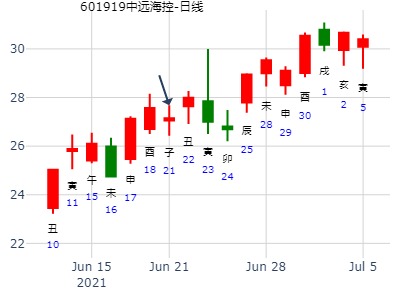 601919中远海控-日线
30
28
26
24
22
丑
10
寅
11
午
15
未
16
申
17
酉
18
子
21
丑
22
寅
23
卯
24
辰
25
未
28
申
29
酉
30
戌
1
亥
2
寅
5
Jun 15
2021
Jun 21
Jun 28
Jul 5